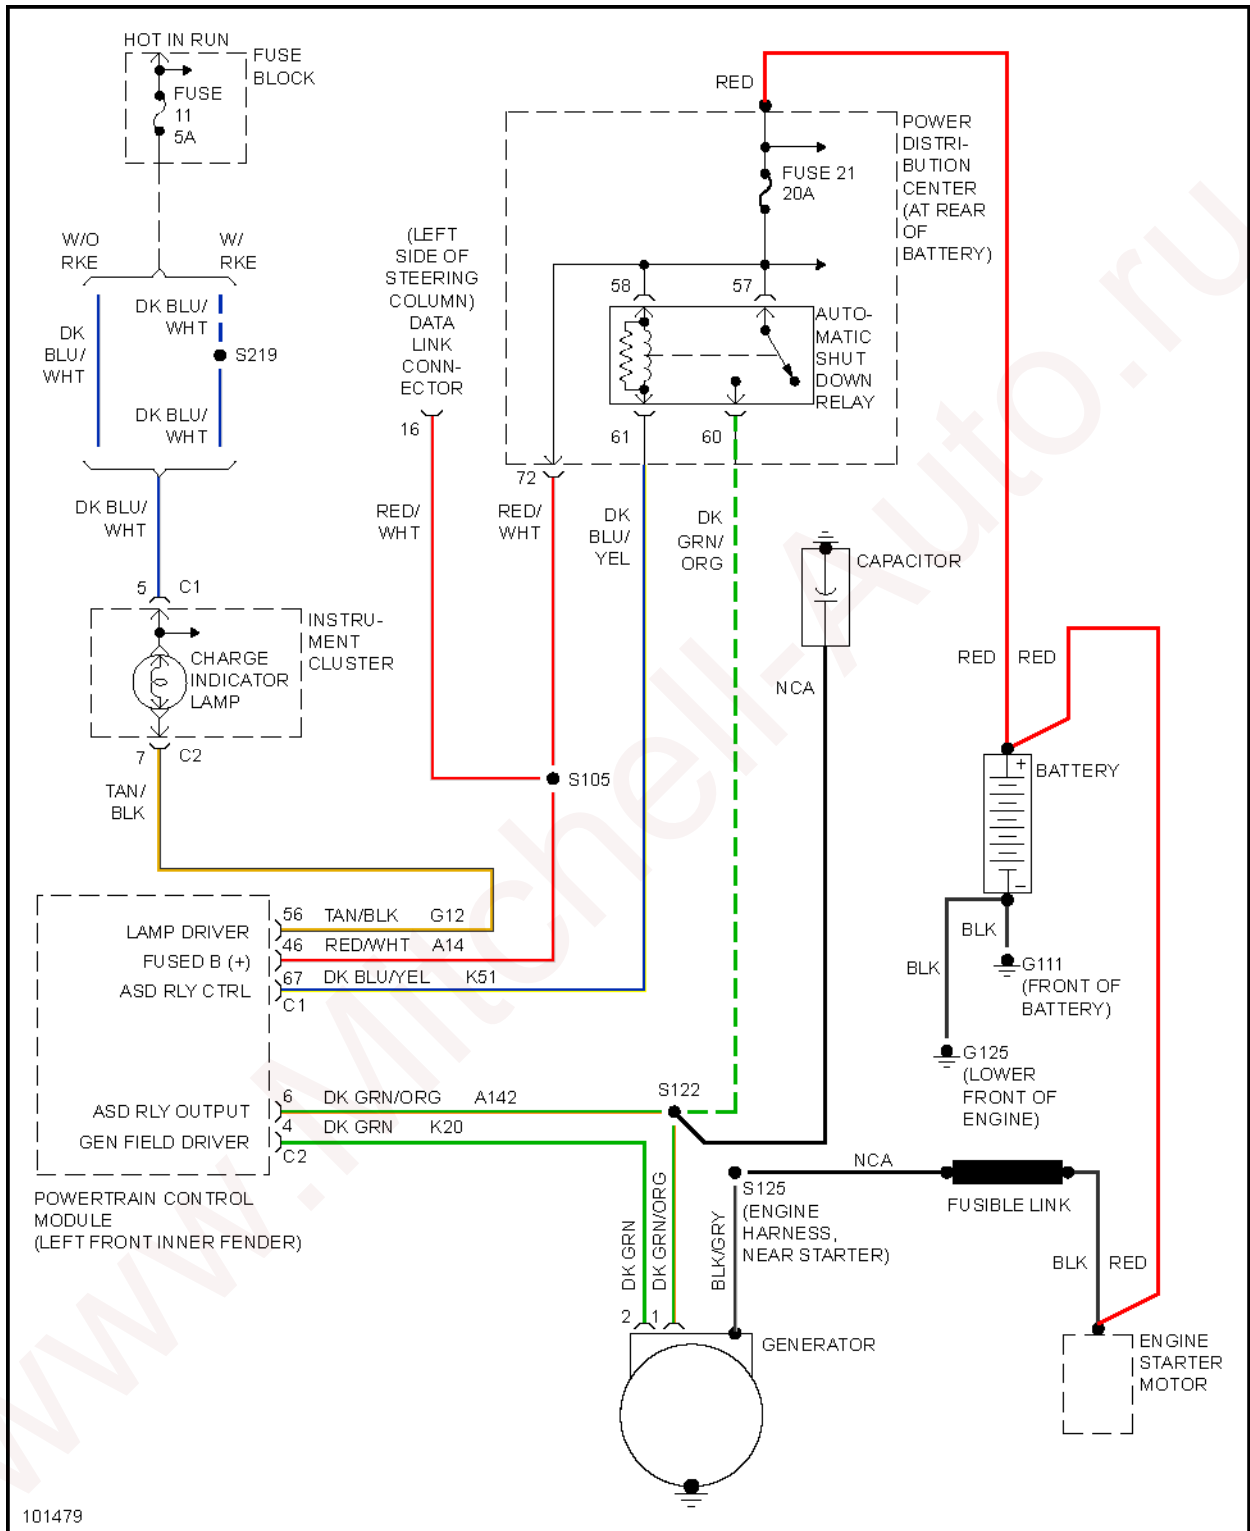 HOT IN RUN
FUSE
BLOCK
FUSE
11
5A
RED
POWER
DISTRI-
BUTION
CENTER
(AT REAR
OF
BATTERY)
FUSE 21
20A
W/O
RKE
W/
RKE
(LEFT
SIDE OF
STEERING
COLUMN)
DATA
LINK
CONN-
ECTOR
58
57
DK BLU/
WHT
DK
BLU/
WHT
S219
DK BLU/
WHT
AUTO-
MATIC
SHUT
DOWN
RELAY
16
61
60
72
DK BLU/
WHT
RED/
WHT
RED/
WHT
DK
BLU/
YEL
DK
GRN/
ORG
CAPACITOR
5 C1
INSTRU-
MENT
CLUSTER
CHARGE
INDICATOR
LAMP
NCA
RED RED
7 C2
TAN/
BLK
S105
+
BATTERY
-
56 TAN/BLK G12
LAMP DRIVER
46 RED/WHT A14
FUSED B (+)
67 DK BLU/YEL K51
ASD RLY CTRL
C1
BLK
BLK
G111
(FRONT OF
BATTERY)
G125
(LOWER
FRONT OF
ENGINE)
6 DK GRN/ORG A142
ASD RLY OUTPUT
4 DK GRN K20
GEN FIELD DRIVER
C2
S122
POWERTRAIN CONTROL
MODULE
(LEFT FRONT INNER FENDER)
NCA
S125
(ENGINE
HARNESS,
NEAR STARTER)
FUSIBLE LINK
DK GRN
DK GRN/ORG
BLK/GRY
BLK RED
2 1
GENERATOR
ENGINE
STARTER
MOTOR
101479
www.Mitchell-Auto.ru